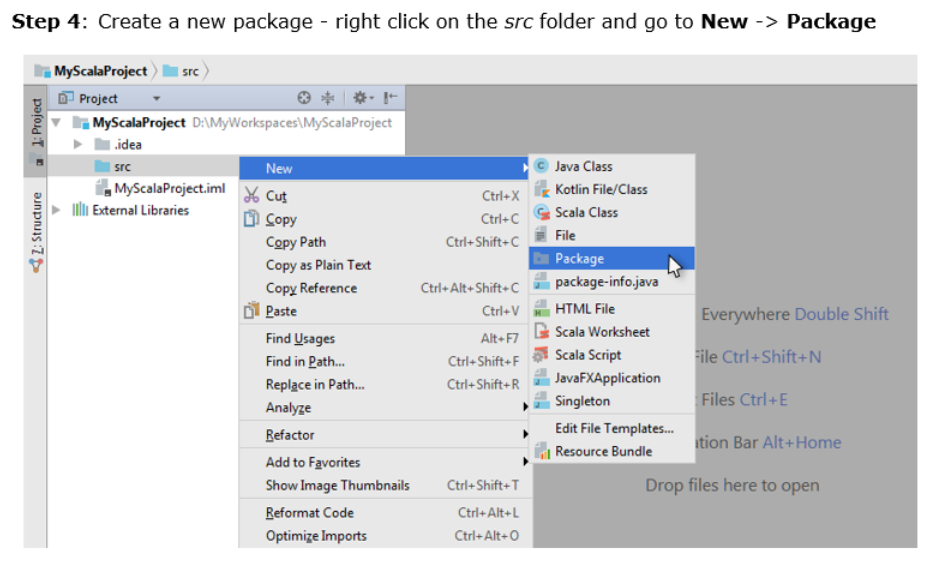 Step 4: Create a new package - right click on the src folder and go to New -> Package
MyScalaProject src
1: Project
Project
MyScalaProject D:\MyWorkspaces\MyScalaProject
.idea
src
MyScalaProject.iml
External Libraries
Z: Structure
New
Cut Ctrl+X
Copy Ctrl+C
Copy Path Ctrl+Shift+C
Copy as Plain Text
Copy Reference Ctrl+Alt+Shift+C
Paste Ctrl+V
Find Usages Alt+F7
Find in Path... Ctrl+Shift+F
Replace in Path... Ctrl+Shift+R
Analyze
Refactor
Add to Favorites
Show Image Thumbnails Ctrl+Shift+T
Reformat Code Ctrl+Alt+L
Optimize Imports Ctrl+Alt+O
Java Class
Kotlin File/Class
Scala Class
File
Package
package-info.java
HTML File
Scala Worksheet
Scala Script
JavaFXApplication
Singleton
Edit File Templates...
Resource Bundle
Everywhere Double Shift
File Ctrl+Shift+N
Files Ctrl+E
ation Bar Alt+Home
Drop files here to open